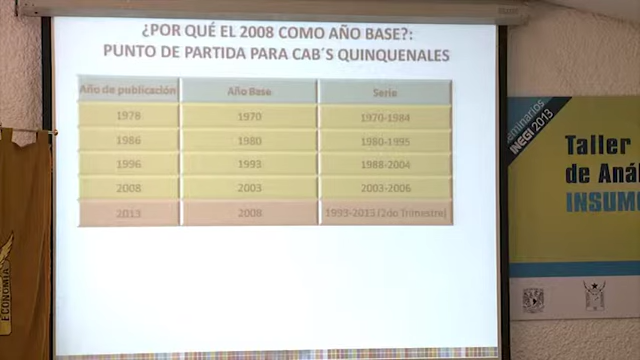 ¿POR QUÉ EL 2008 COMO AÑO BASE?:
PUNTO DE PARTIDA PARA CAB´S QUINQUENALES
Año de publicación Año Base Serie
1978 1970 1970-1984
1986 1980 1980-1995
1996 1993 1988-2004
2008 2003 2003-2006
2013 2008 1993-2013 (2do Trimestre)
ECONOMÍA
seminarios
INEGI 2013
Taller
de Aná
INSUM